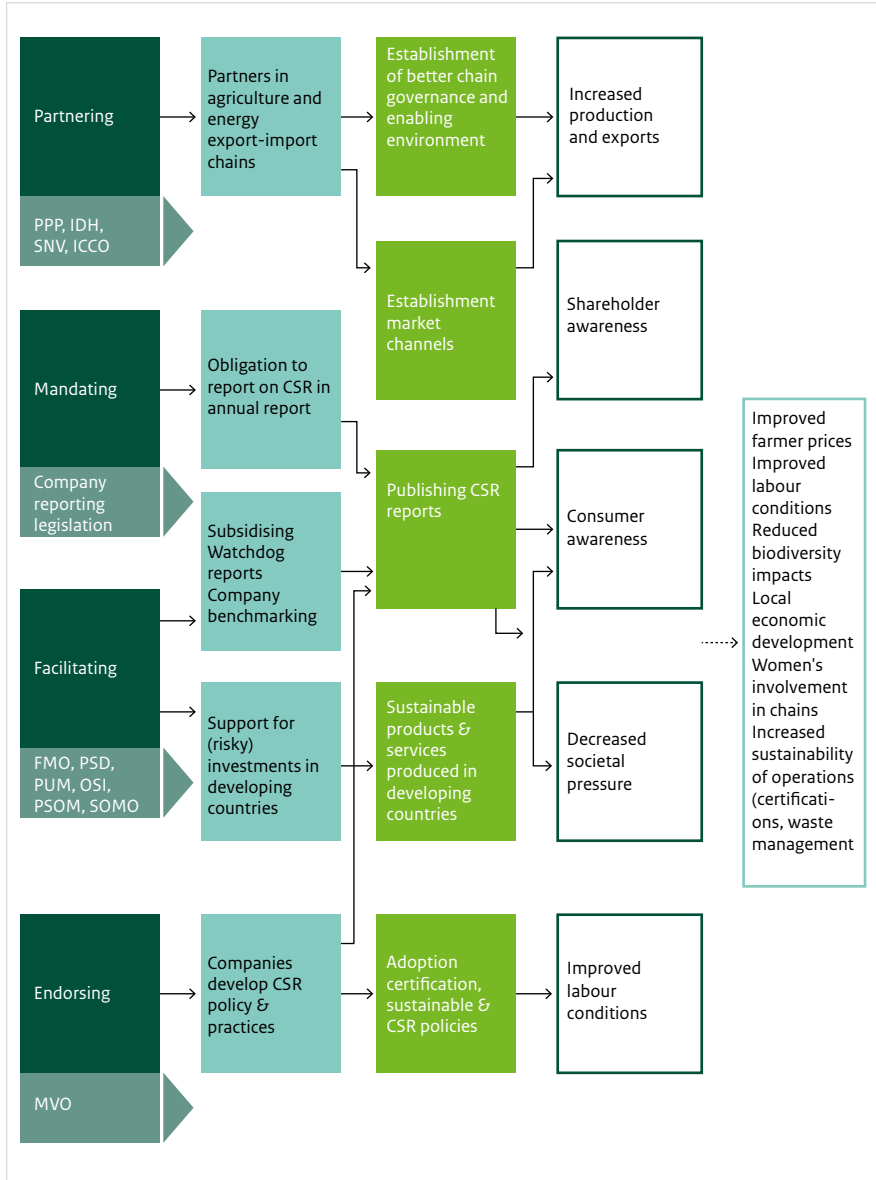 Partnering
PPP, IDH,
SNV, ICCO
Partners in
agriculture and
energy
export-import
chains
Establishment
of better chain
governance and
enabling
environment
Increased
production
and exports
Establishment
market
channels
Shareholder
awareness
Mandating
Company
reporting
legislation
Obligation to
report on CSR in
annual report
Publishing CSR
reports
Consumer
awareness
Subsidising
Watchdog
reports
Company
benchmarking
Facilitating
FMO, PSD,
PUM, OSI,
PSOM, SOMO
Support for
(risky)
investments in
developing
countries
Sustainable
products &
services
produced in
developing
countries
Decreased
societal
pressure
Endorsing
MVO
Companies
develop CSR
policy &
practices
Adoption
certification,
sustainable &
CSR policies
Improved
labour
conditions
Improved
farmer prices
Improved
labour
conditions
Reduced
biodiversity
impacts
Local
economic
development
Women's
involvement
in chains
Increased
sustainability
of operations
(certificati-
ons, waste
management